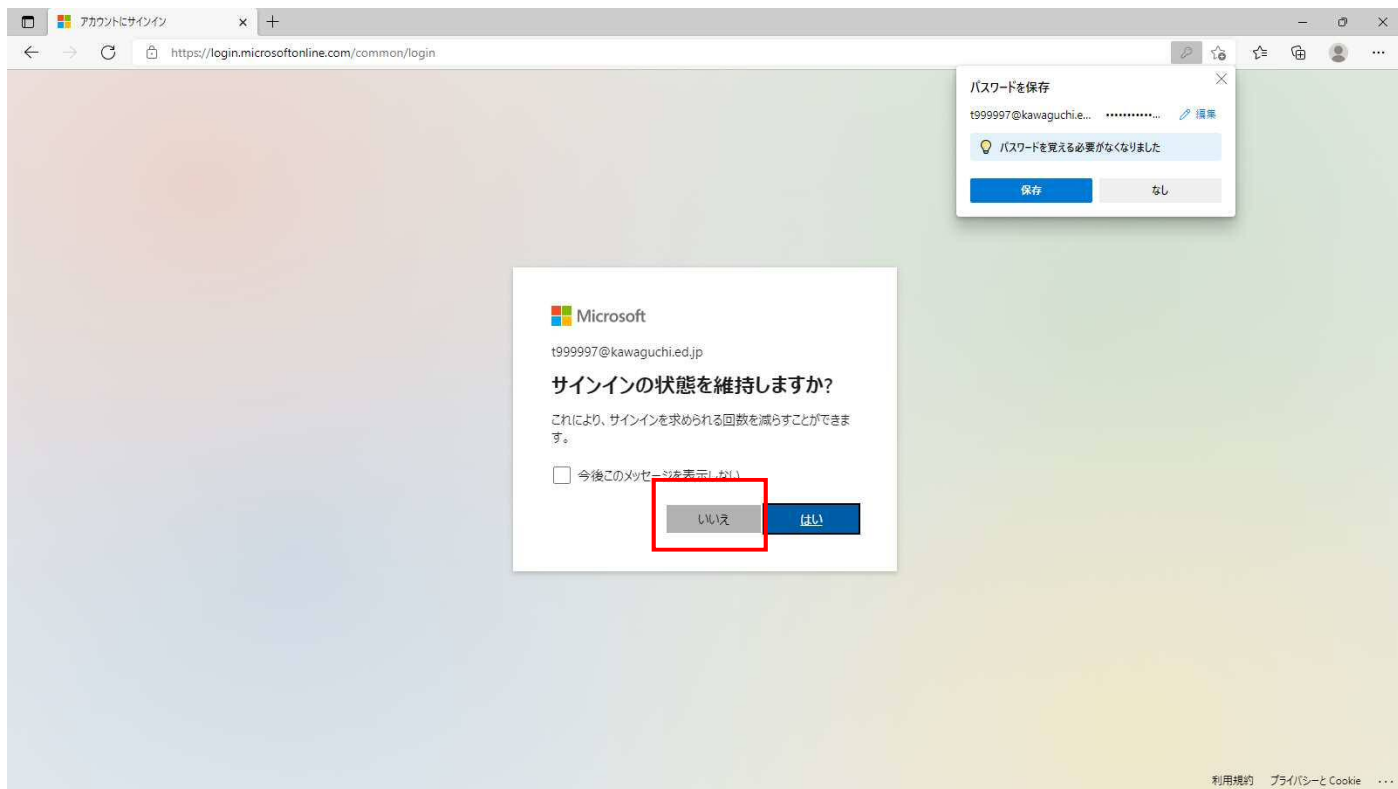 アカウントにサインイン
https://login.microsoftonline.com/common/login
パスワードを保存
t999997@kawaguchi.e... ••••••••••••... 編集
パスワードを覚える必要がなくなりました
保存 なし
Microsoft
t999997@kawaguchi.ed.jp
サインインの状態を維持しますか?
これにより、サインインを求められる回数を減らすことができま
す。
今後このメッセージを表示しない
いいえ はい
利用規約 プライバシーと Cookie ...